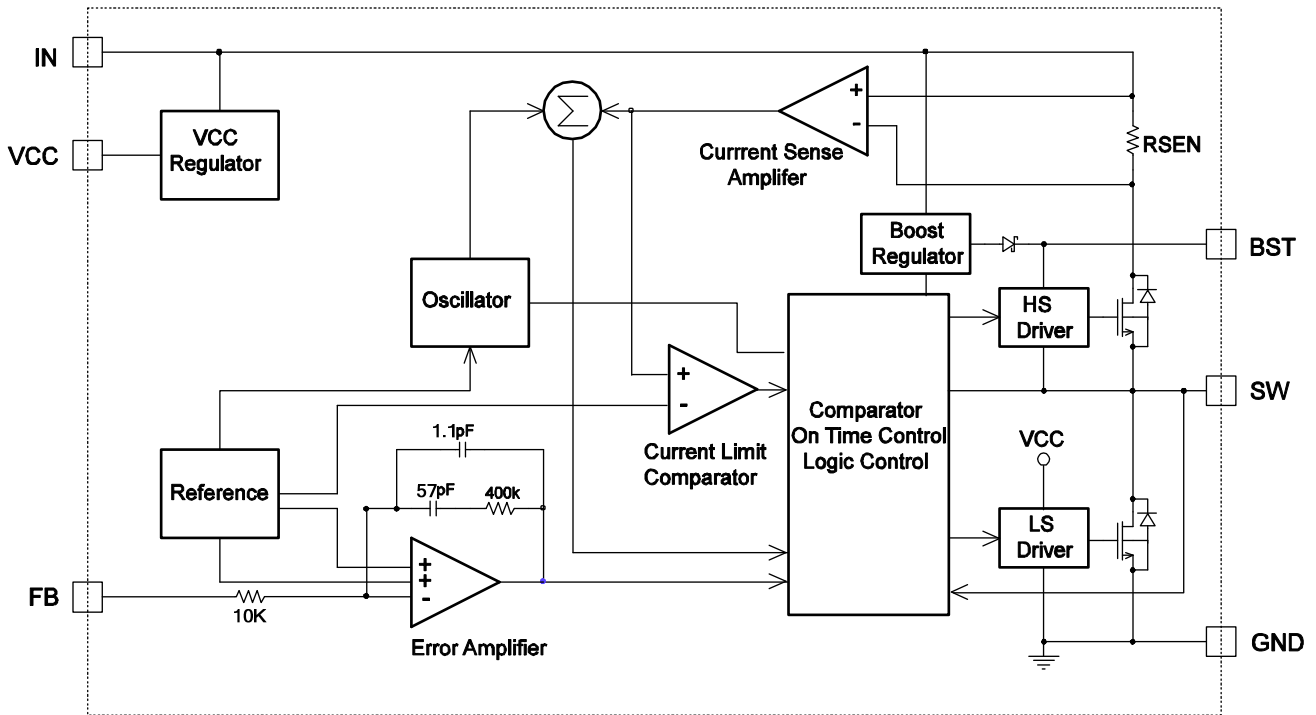 IN
VCC
VCC
Regulator
Σ
+
-
Currrent Sense
Amplifer
RSEN
Boost
Regulator
BST
Oscillator
HS
Driver
+
-
Current Limit
Comparator
Comparator
On Time Control
Logic Control
SW
VCC
1.1pF
57pF
400k
Reference
LS
Driver
+
+
-
FB
10K
Error Amplifier
GND